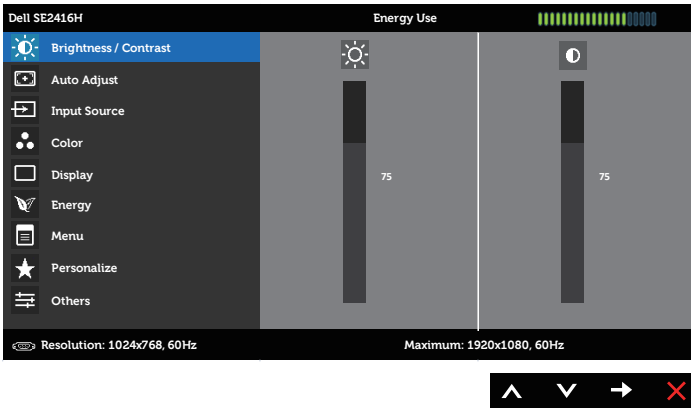 Dell SE2416H Energy Use
Brightness / Contrast
Auto Adjust
Input Source
Color
Display
75 75
Energy
Menu
Personalize
Others
Resolution: 1024x768, 60Hz Maximum: 1920x1080, 60Hz